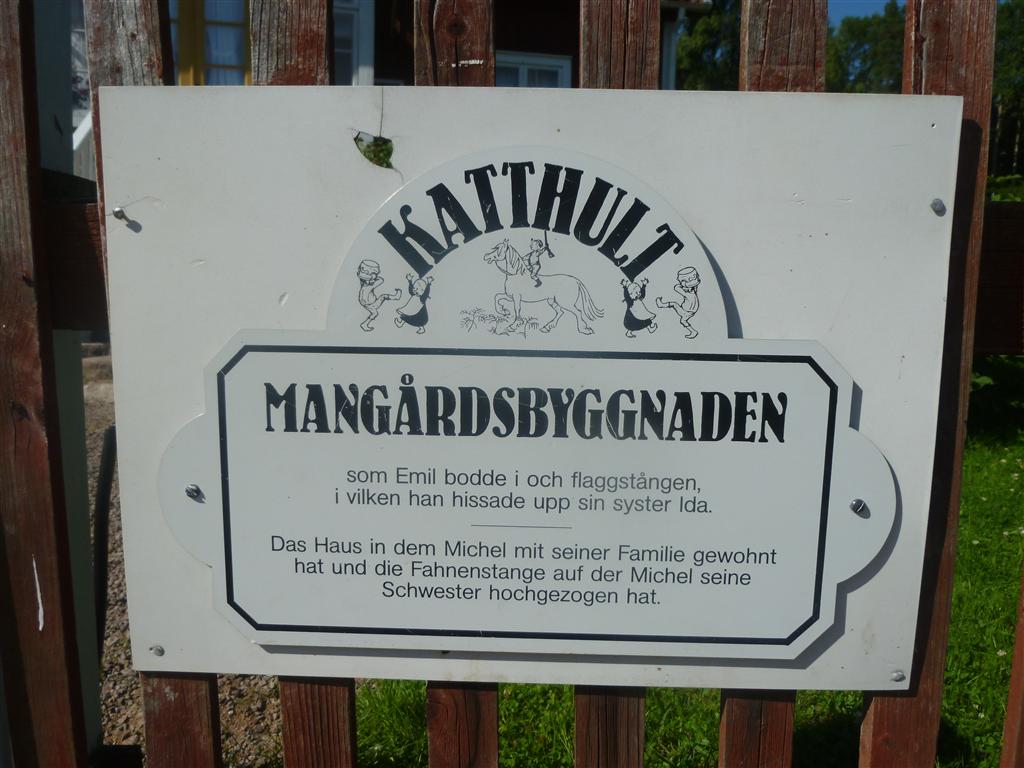 KATTHULT
MANGÅRDSBYGGNADEN
som Emil bodde i och flaggstången,
i vilken han hissade upp sin syster Ida.
Das Haus in dem Michel mit seiner Familie gewohnt
hat und die Fahnenstange auf der Michel seine
Schwester hochgezogen hat.